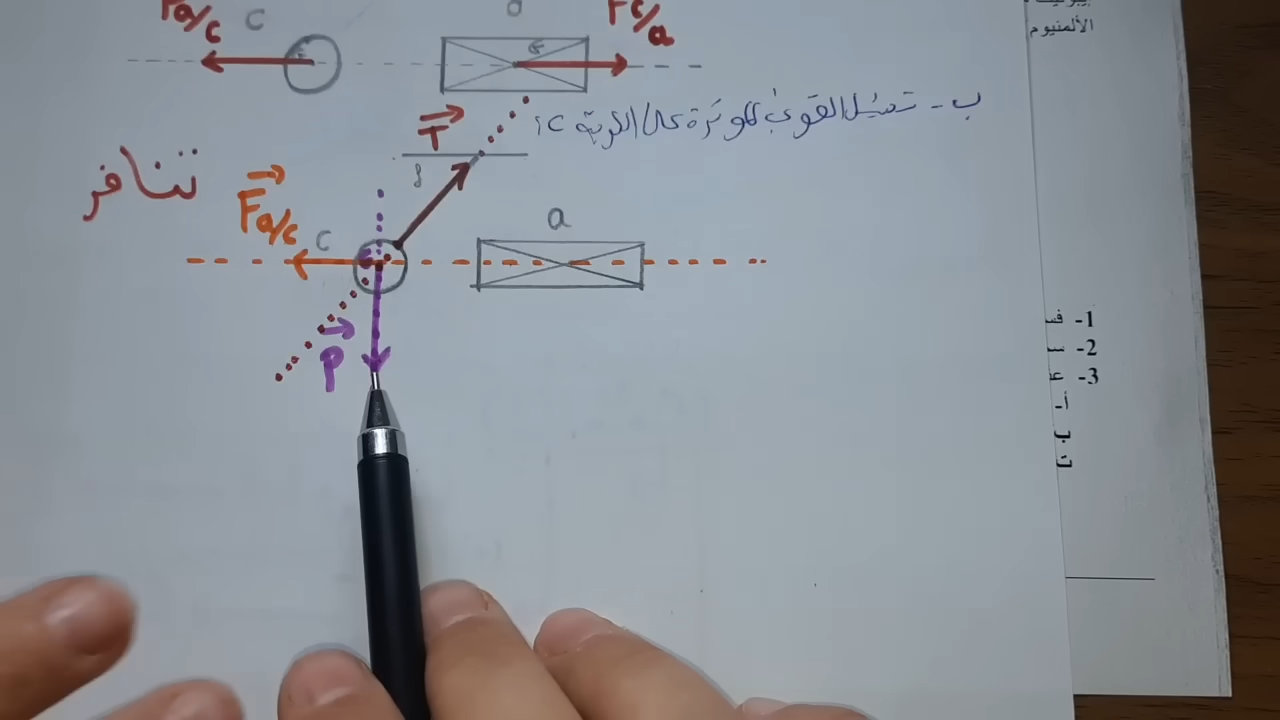 Fa/c
c
a
Fc/a
ب - تمثيل القوى المؤثرة على الكرية c:
T
تنافر
Fa/c
c
a
P
الألمنيوم
1-
2-
3-
أ-